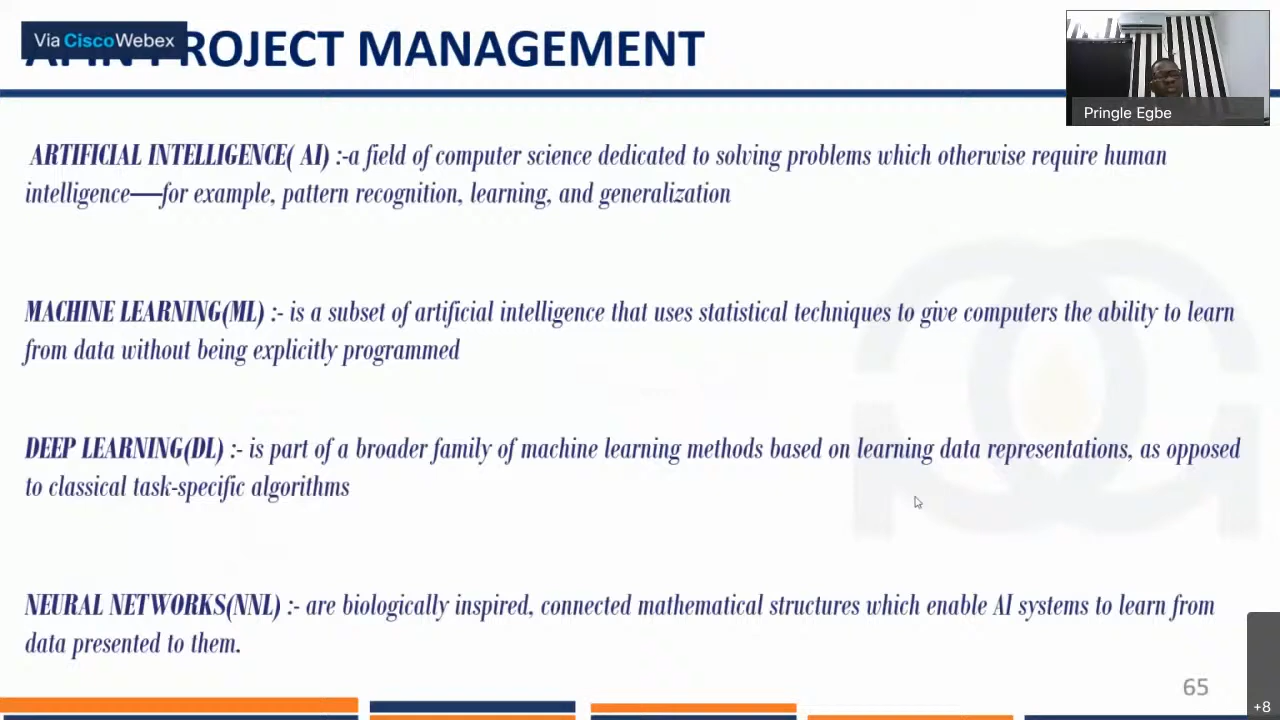 Via CiscoWebex
ROJECT MANAGEMENT
Pringle Egbe
ARTIFICIAL INTELLIGENCE( AI) :-a field of computer science dedicated to solving problems which otherwise require human
intelligence—for example, pattern recognition, learning, and generalization
MACHINE LEARNING(ML) :- is a subset of artificial intelligence that uses statistical techniques to give computers the ability to learn
from data without being explicitly programmed
DEEP LEARNING(DL) :- is part of a broader family of machine learning methods based on learning data representations, as opposed
to classical task-specific algorithms
NEURAL NETWORKS(NNL) :- are biologically inspired, connected mathematical structures which enable AI systems to learn from
data presented to them.
65
+8